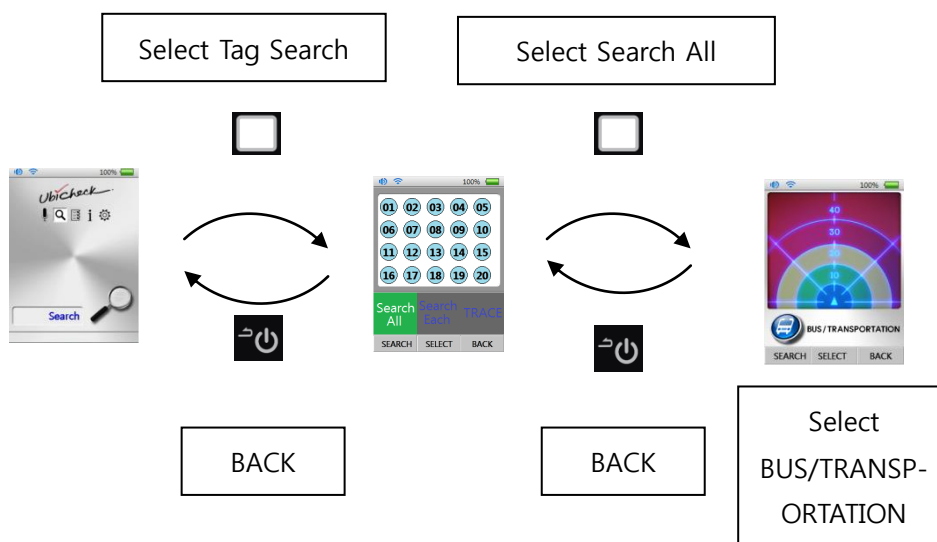 Select Tag Search
Select Search All
100%
Ubicheck
i
Search
100%
01 02 03 04 05
06 07 08 09 10
11 12 13 14 15
16 17 18 19 20
Search All
Search Each
TRACE
SEARCH SELECT BACK
100%
40
30
20
10
BUS/TRANSPORTATION
SEARCH SELECT BACK
BACK
BACK
Select
BUS/TRANSP-
ORTATION